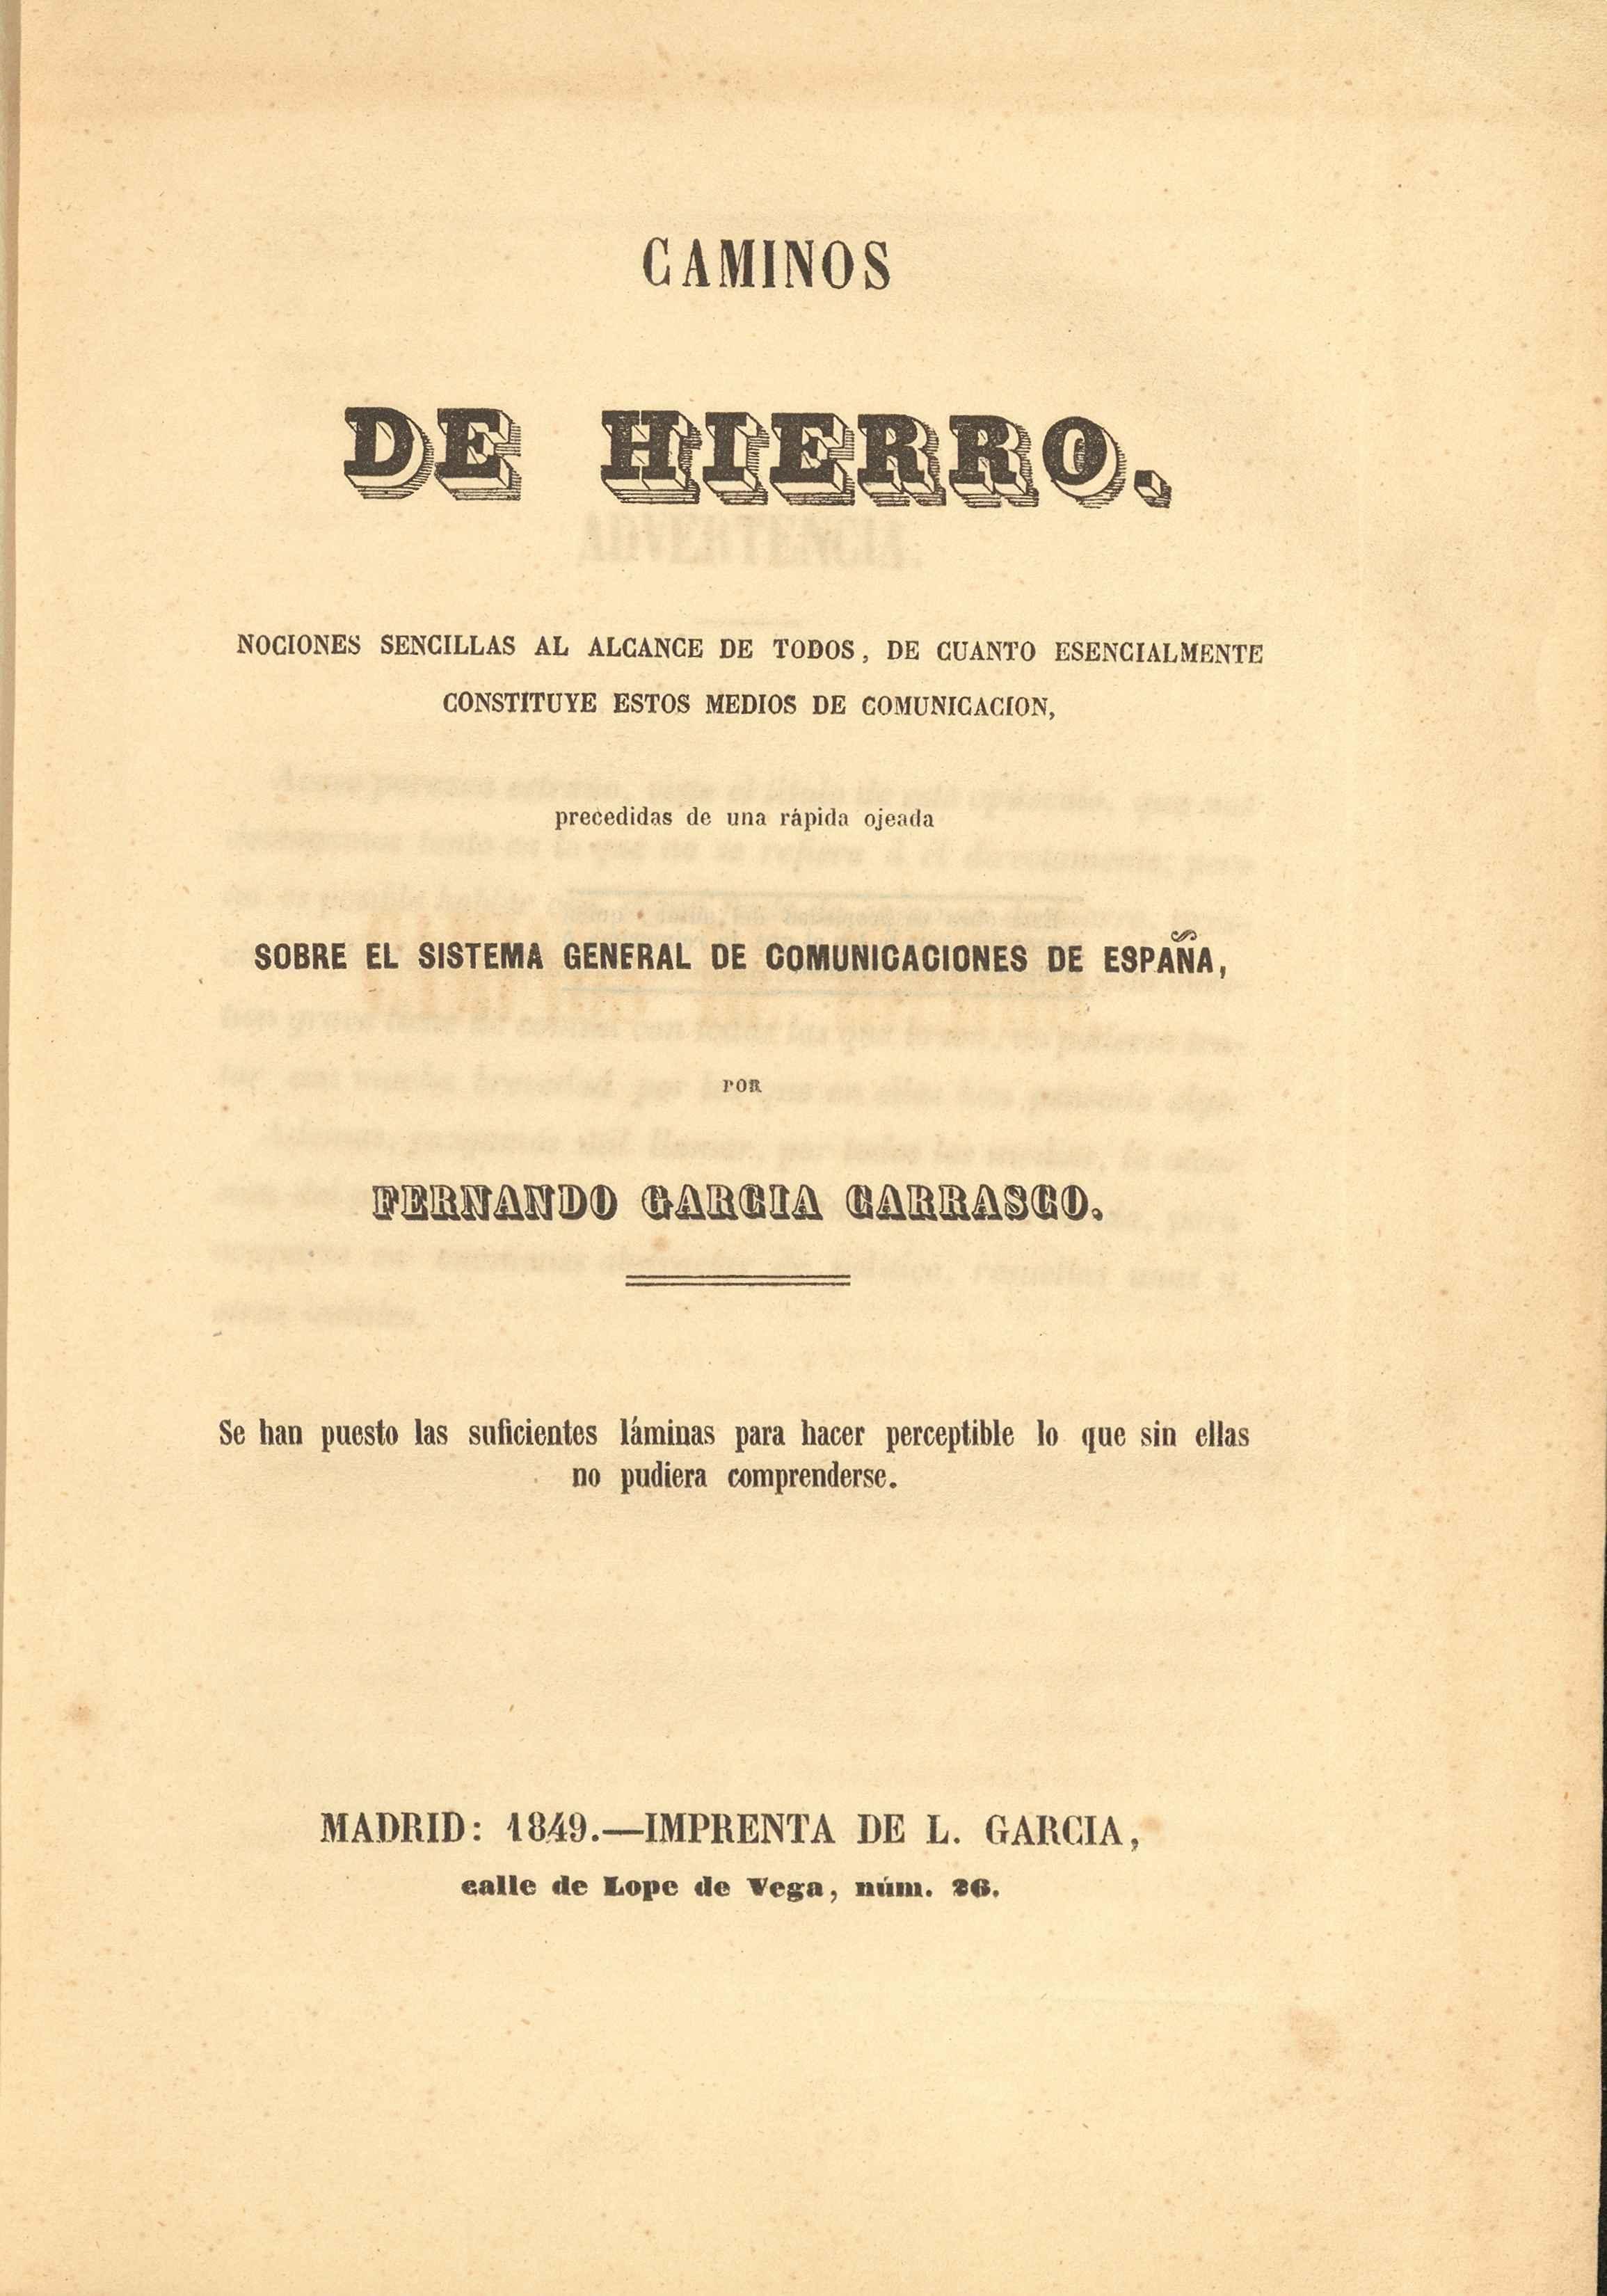 CAMINOS
DE HIERRO.
NOCIONES SENCILLAS AL ALCANCE DE TODOS, DE CUANTO ESENCIALMENTE
CONSTITUYE ESTOS MEDIOS DE COMUNICACION,
precedidas de una rápida ojeada
SOBRE EL SISTEMA GENERAL DE COMUNICACIONES DE ESPAÑA,
POR
FERNANDO GARCIA CARRASCO.
Se han puesto las suficientes láminas para hacer perceptible lo que sin ellas
no pudiera comprenderse.
MADRID: 1849.—IMPRENTA DE L. GARCIA,
calle de Lope de Vega, núm. 26.